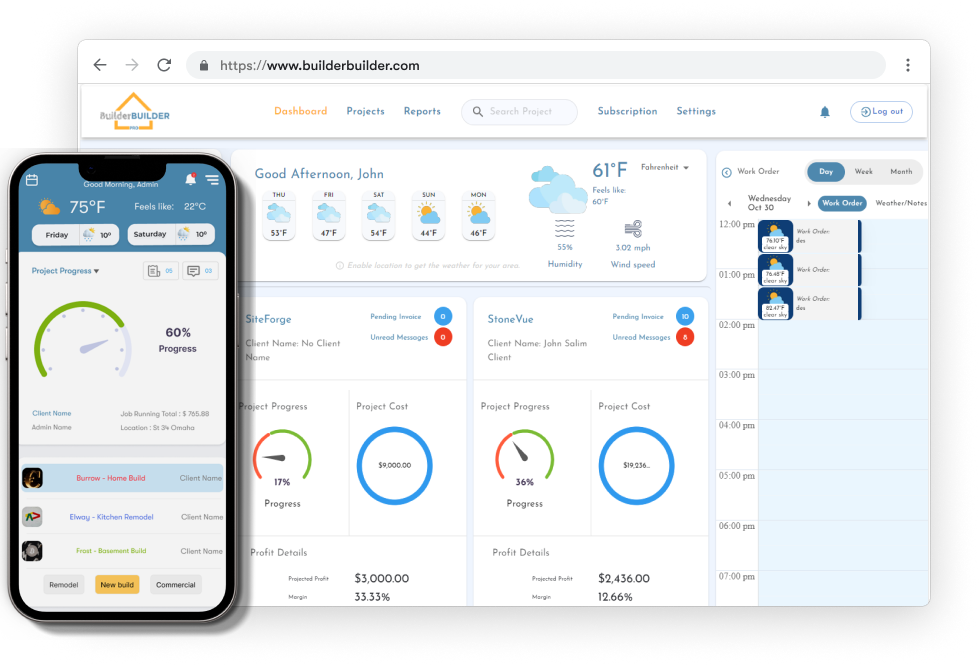 https://www.builderbuilder.com
BuilderBUILDER
PRO
Dashboard Projects Reports Search Project Subscription Settings Log out
Good Afternoon, John
THU FRI SAT SUN MON
53°F 47°F 54°F 44°F 46°F
Enable location to get the weather for your area.
61°F Fahrenheit
Feels like:
60°F
55% 3.02 mph
Humidity Wind speed
Work Order Day Week Month
Wednesday
Oct 30
Work Order Weather/Notes
12:00 pm
76.10°F
clear sky
Work Order:
des
01:00 pm
76.48°F
clear sky
Work Order:
82.47°F
clear sky
Work Order:
des
02:00 pm
03:00 pm
04:00 pm
05:00 pm
06:00 pm
07:00 pm
SiteForge
Pending Invoice 0
Unread Messages 0
Client Name: No Client
Name
Project Progress Project Cost
17%
Progress
$9,000.00
Profit Details
Projected Profit $3,000.00
Margin 33.33%
StoneVue
Pending Invoice 10
Unread Messages 8
Client Name: John Salim
Client
Project Progress Project Cost
36%
Progress
$19,236...
Profit Details
Projected Profit $2,436.00
Margin 12.66%
Good Morning, Admin
75°F Feels like: 22°C
Friday 10° Saturday 10°
Project Progress 05 03
60%
Progress
Client Name Job Running Total : $ 765.88
Admin Name Location : St 34 Omaha
Burrow - Home Build Client Name
Elway - Kitchen Remodel Client Name
Frost - Basement Build Client Name
Remodel New build Commercial